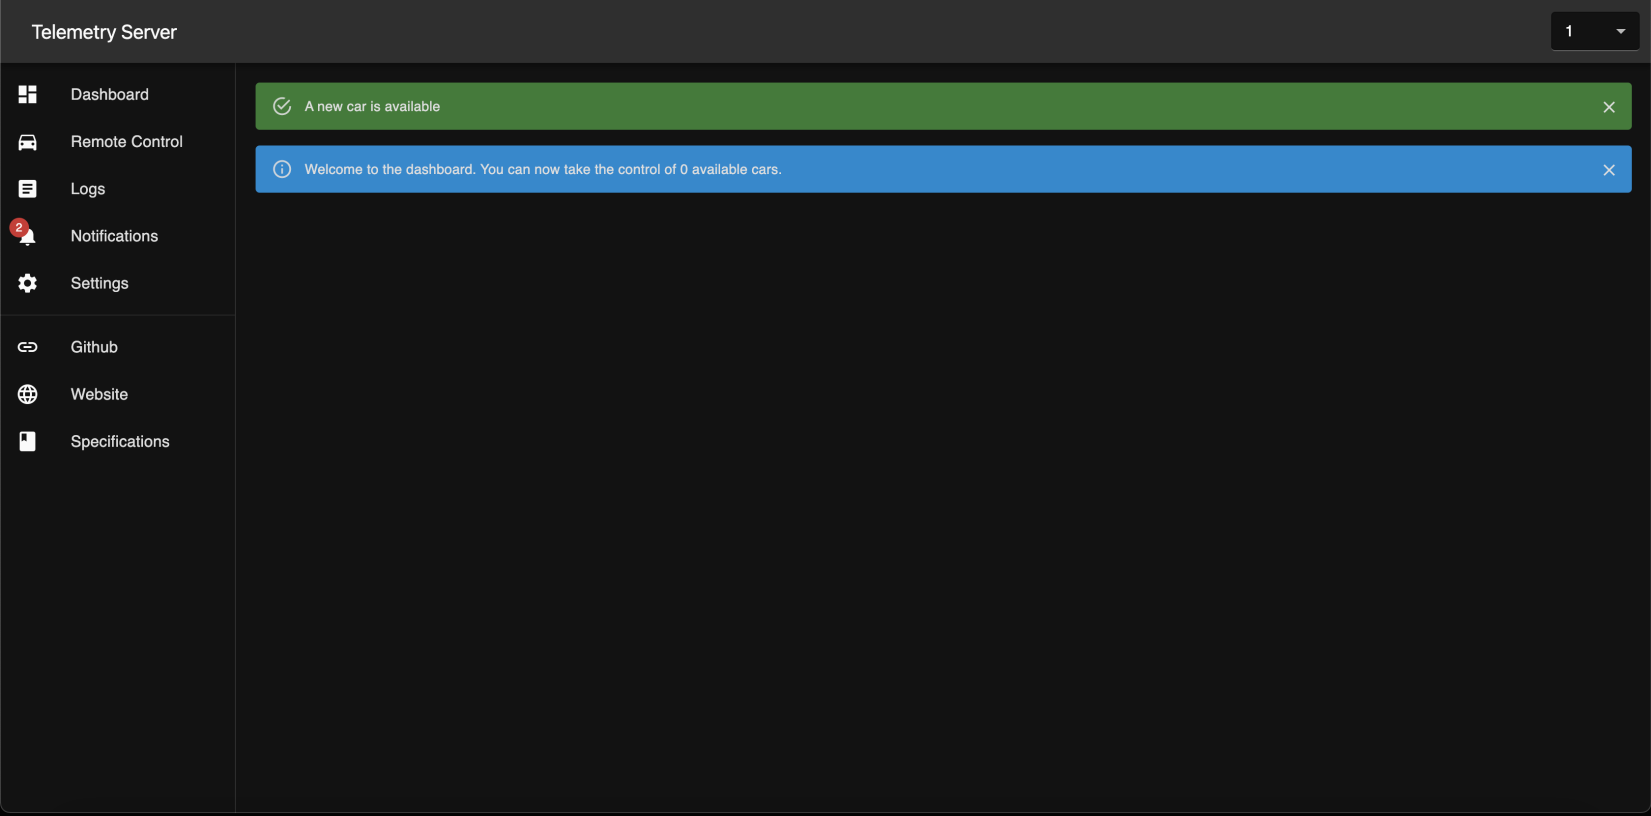 Telemetry Server
1
Dashboard
Remote Control
Logs
2
Notifications
Settings
Github
Website
Specifications
A new car is available
Welcome to the dashboard. You can now take the control of 0 available cars.